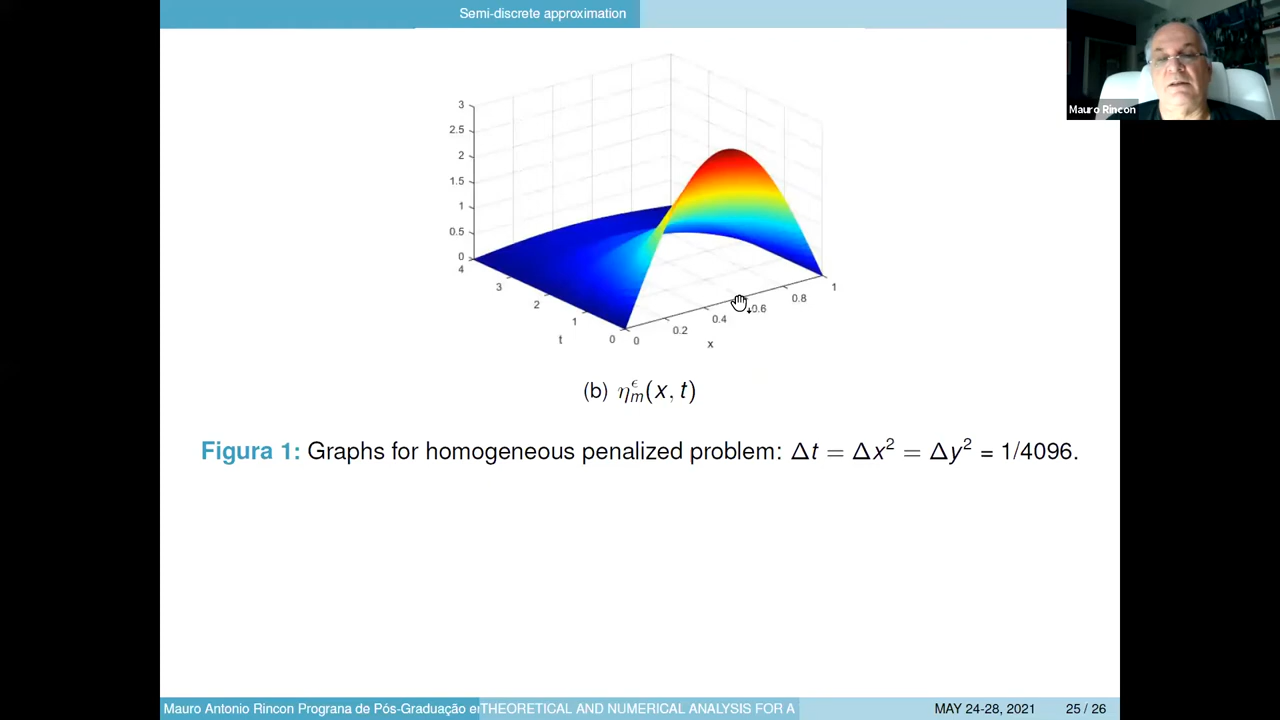 Semi-discrete approximation
Mauro Rincon
3
2.5
2
1.5
1
0.5
0
4
3
2
1
0
t
0
0.2
0.4
0.6
0.8
1
x
(b) η_m^ϵ(x, t)
Figura 1: Graphs for homogeneous penalized problem: Δt = Δx² = Δy² = 1/4096.
Mauro Antonio Rincon Programa de Pós-Graduação e
THEORETICAL AND NUMERICAL ANALYSIS FOR A
MAY 24-28, 2021
25 / 26